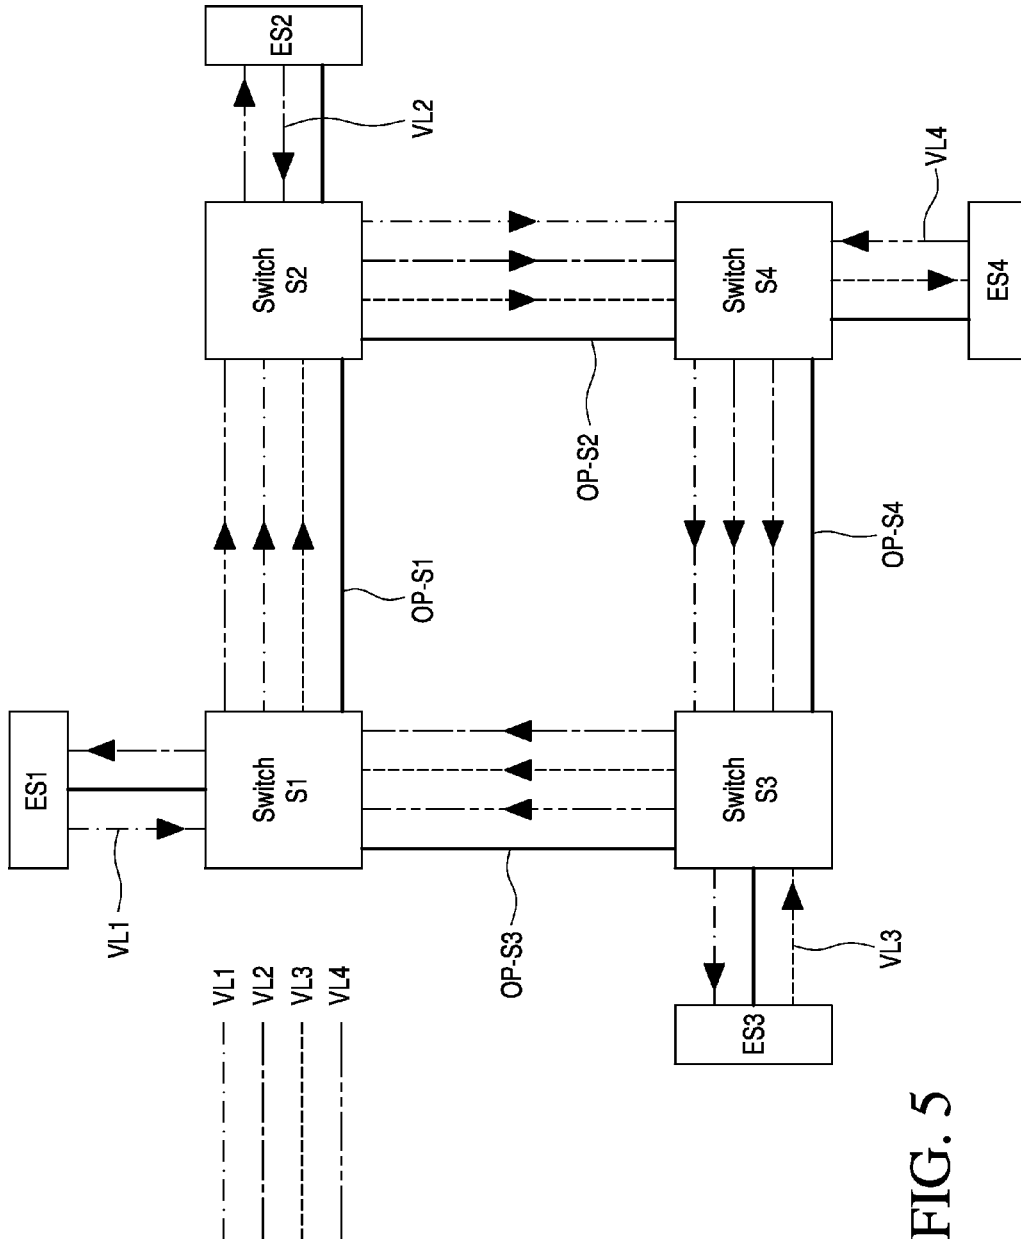 ES1
VL1
Switch
S1
OP-S1
Switch
S2
ES2
VL2
OP-S3
OP-S2
Switch
S3
ES3
VL3
OP-S4
Switch
S4
ES4
VL4
VL1
VL2
VL3
VL4
FIG. 5